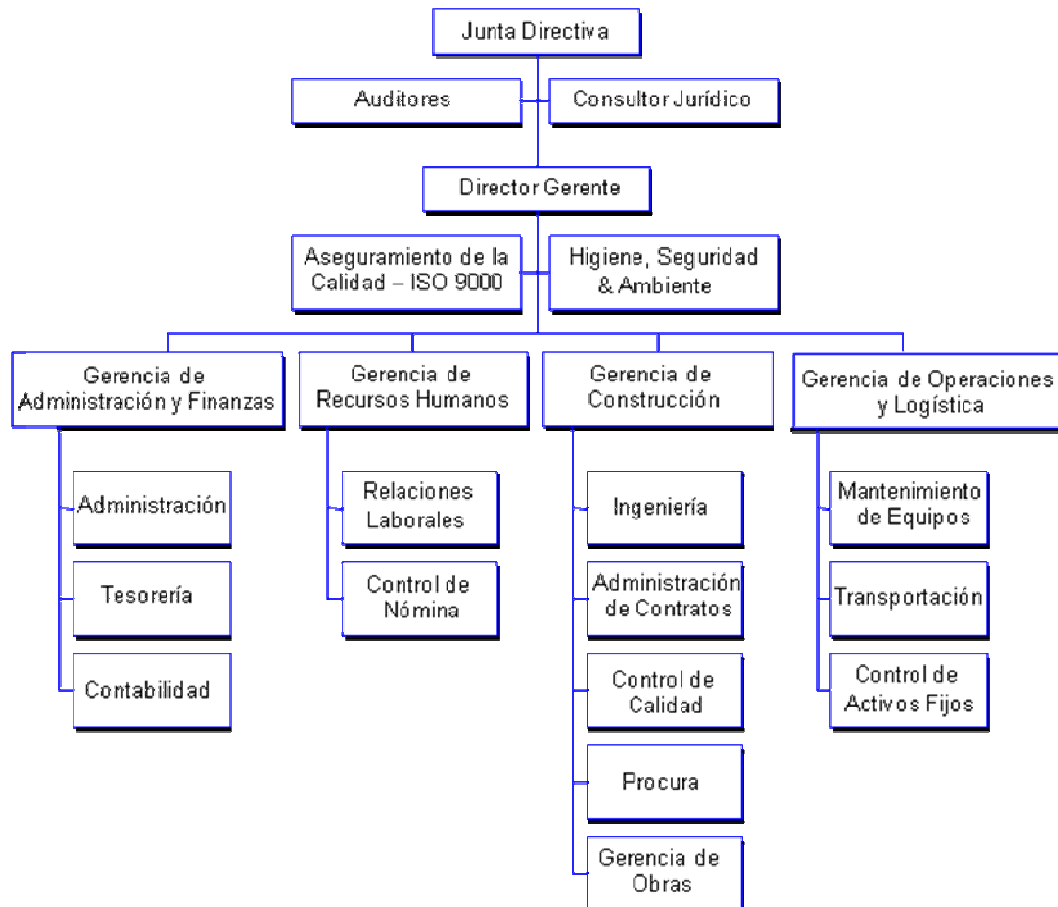 Junta Directiva
Auditores
Consultor Jurídico
Director Gerente
Aseguramiento de la
Calidad – ISO 9000
Higiene, Seguridad
& Ambiente
Gerencia de
Administración y Finanzas
Gerencia de
Recursos Humanos
Gerencia de
Construcción
Gerencia de Operaciones
y Logística
Administración
Tesorería
Contabilidad
Relaciones
Laborales
Control de
Nómina
Ingeniería
Administración
de Contratos
Control de
Calidad
Procura
Gerencia de
Obras
Mantenimiento
de Equipos
Transportación
Control de
Activos Fijos